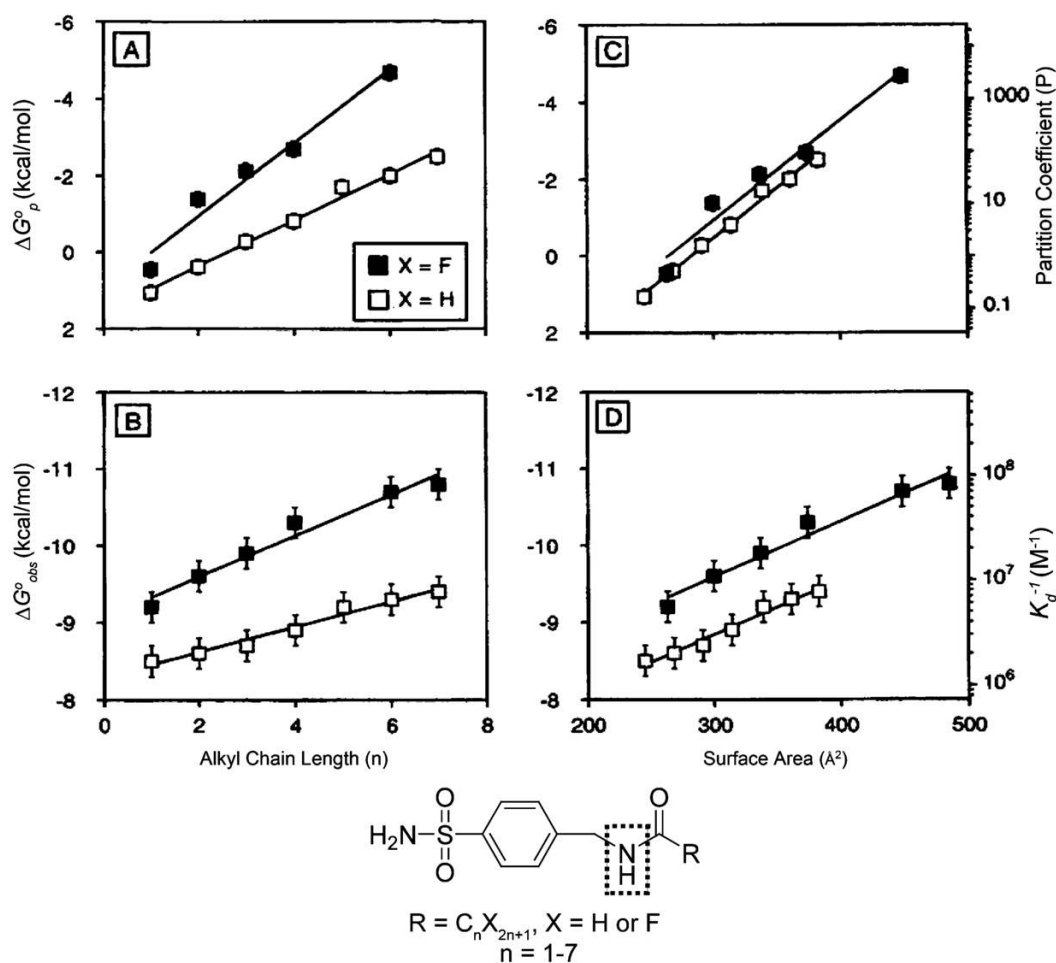 A
-6
-4
-2
0
2
ΔG°p (kcal/mol)
X = F
X = H
C
-6
-4
-2
0
2
1000
10
0.1
Partition Coefficient (P)
B
-12
-11
-10
-9
-8
ΔG°obs (kcal/mol)
0 2 4 6 8
Alkyl Chain Length (n)
D
-12
-11
-10
-9
-8
10⁸
10⁷
10⁶
Kd⁻¹ (M⁻¹)
200 300 400 500
Surface Area (Å²)
O
H₂N
S
O
N
H
O
R
R = CnX2n+1, X = H or F
n = 1-7